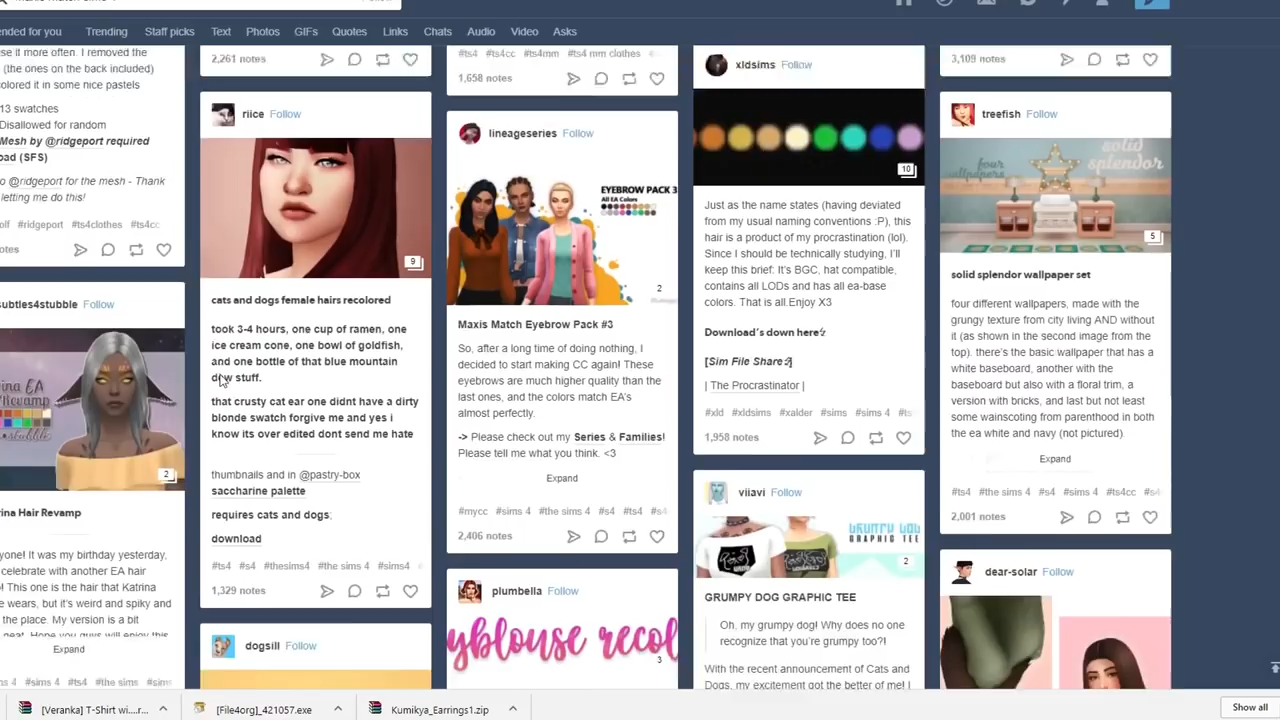 ended for you
Trending
Staff picks
Text
Photos
GIFs
Quotes
Links
Chats
Audio
Video
Asks
use it more often. I removed the
(the ones on the back included)
colored it in some nice pastels
13 swatches
Disallowed for random
Mesh by @ridgeport required
oad (SFS)
o @ridgeport for the mesh - Thank
letting me do this!
olf #ridgeport #ts4clothes #ts4cc
notes
subtles4stubble Follow
2
rina Hair Revamp
yone! It was my birthday yesterday,
celebrate with another EA hair
! This one is the hair that Katrina
e wears, but it's weird and spiky and
the place. My version is a bit
Expand
s 4 #sims 4 #ts4 #the sims #sims
2,261 notes
riice Follow
9
cats and dogs female hairs recolored
took 3-4 hours, one cup of ramen, one
ice cream cone, one bowl of goldfish,
and one bottle of that blue mountain
dew stuff.
that crusty cat ear one didnt have a dirty
blonde swatch forgive me and yes i
know its over edited dont send me hate
thumbnails and in @pastry-box
saccharine palette
requires cats and dogs
download
#ts4 #s4 #thesims4 #the sims 4 #sims4
1,329 notes
dogsill Follow
#ts4 #ts4cc #ts4mm #ts4 mm clothes
1,658 notes
lineageseries Follow
EYEBROW PACK 3
All EA Colors
2
Maxis Match Eyebrow Pack #3
So, after a long time of doing nothing, I
decided to start making CC again! These
eyebrows are much higher quality than the
last ones, and the colors match EA's
almost perfectly.
-> Please check out my Series & Families!
Please tell me what you think. <3
Expand
#mycc #sims 4 #the sims 4 #s4 #ts4 #s4
2,406 notes
plumbella Follow
yblouse recol
3
xldsims Follow
10
Just as the name states (having deviated
from my usual naming conventions :P), this
hair is a product of my procrastination (lol).
Since I should be technically studying, I'll
keep this brief: It's BGC, hat compatible,
contains all LODs and has all ea-base
colors. That is all.Enjoy X3
Download's down here
[Sim File Share]
| The Procrastinator |
#xld #xldsims #xalder #sims #sims 4 #ts
1,958 notes
viiavi Follow
GRUMPY DOG
GRAPHIC TEE
2
GRUMPY DOG GRAPHIC TEE
Oh, my grumpy dog! Why does no one
recognize that you're grumpy too?!
With the recent announcement of Cats and
Dogs, my excitement got the better of me! I
3,109 notes
treefish Follow
solid
splendor
four
wallpapers
5
solid splendor wallpaper set
four different wallpapers, made with the
grungy texture from city living AND without
it (as shown in the second image from the
top). there's the basic wallpaper that has a
white baseboard, another with the
baseboard but also with a floral trim, a
version with bricks, and last but not least
some wainscoting from parenthood in both
the ea white and navy (not pictured)
Expand
#ts4 #the sims 4 #s4 #sims 4 #ts4cc #s4
2,001 notes
dear-solar Follow
[Veranka] T-Shirt wi....r...
[File4org]_421057.exe
Kumikya_Earrings1.zip
Show all